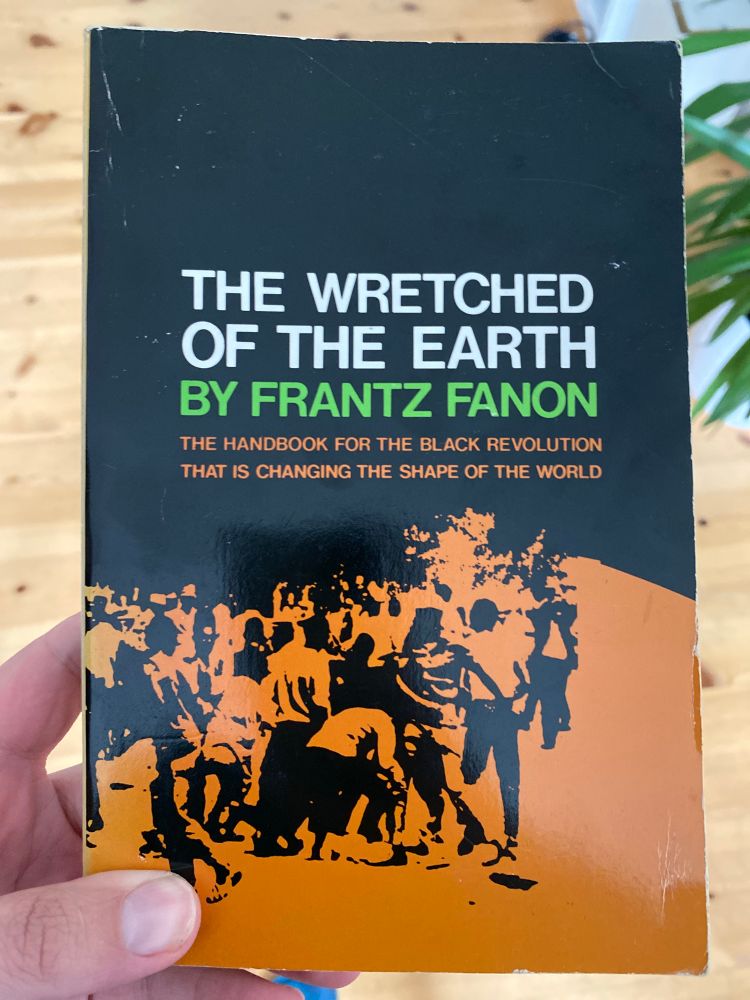 THE WRETCHED
OF THE EARTH
BY FRANTZ FANON
THE HANDBOOK FOR THE BLACK REVOLUTION
THAT IS CHANGING THE SHAPE OF THE WORLD